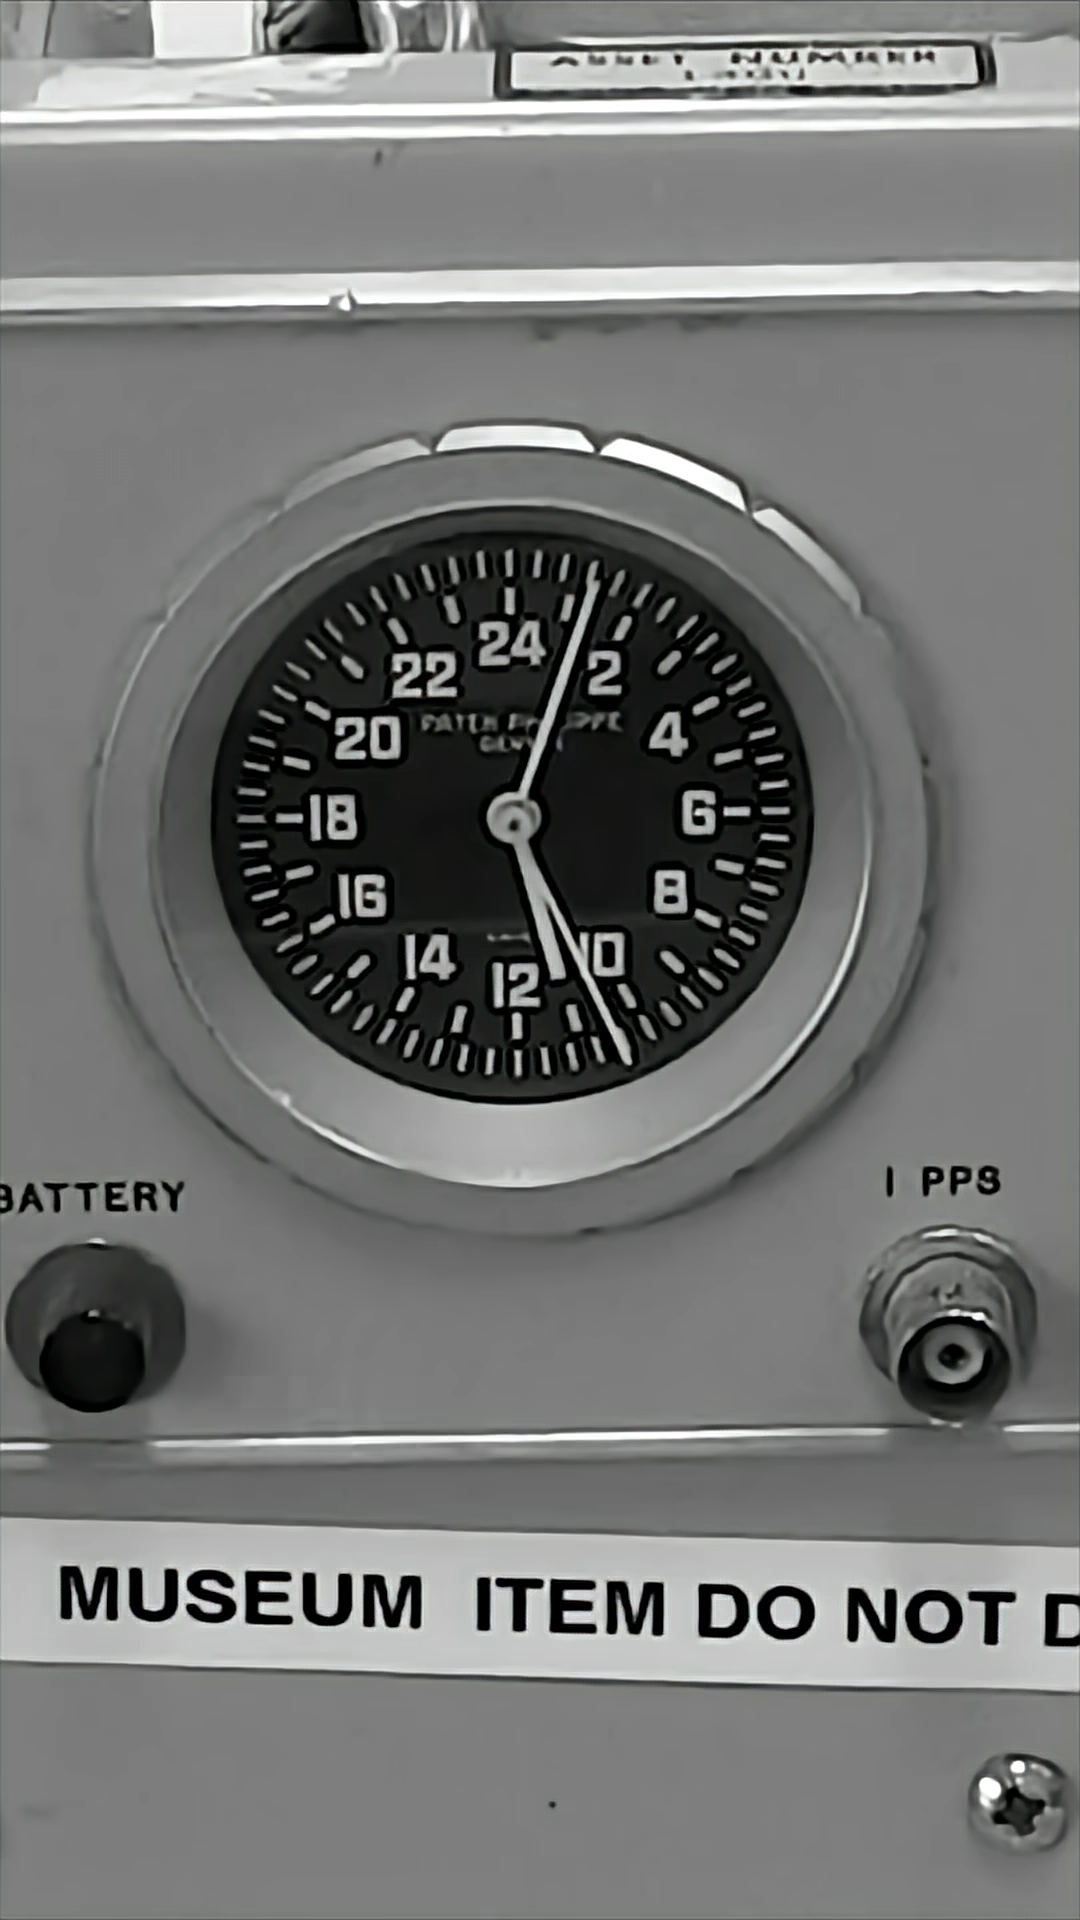 ASSET NUMBER
24
2
4
6
8
10
12
14
16
18
20
22
PATEK PHILIPPE
GENEVE
BATTERY
1 PPS
MUSEUM ITEM DO NOT D